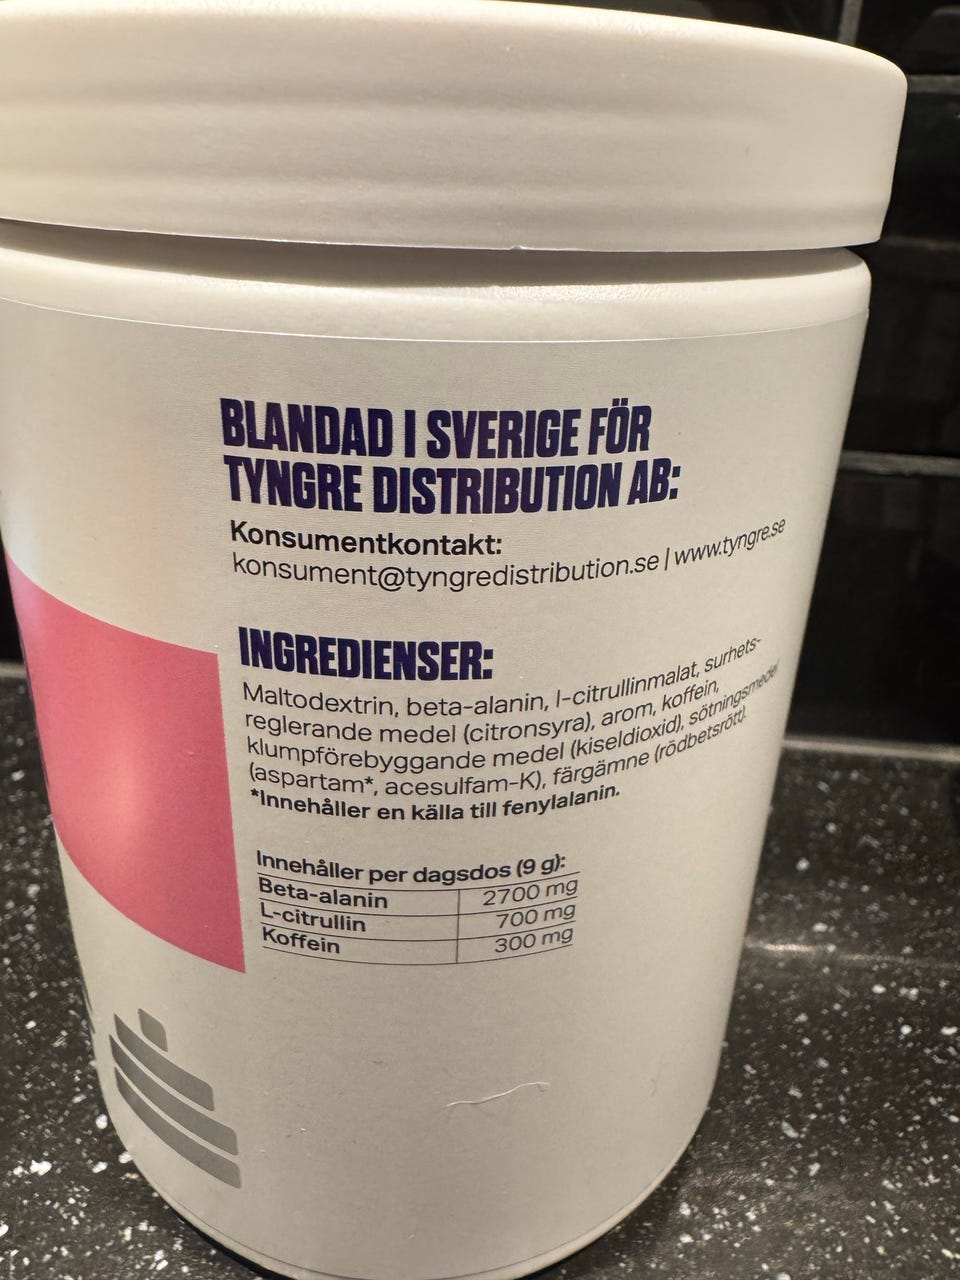 BLANDAD I SVERIGE FÖR
TYNGRE DISTRIBUTION AB:
Konsumentkontakt:
konsument@tyngredistribution.se | www.tyngre.se
INGREDIENSER:
Maltodextrin, beta-alanin, l-citrullinmalat, surhets-
reglerande medel (citronsyra), arom, koffein,
klumpförebyggande medel (kiseldioxid), sötningsmedel
(aspartam*, acesulfam-K), färgämne (rödbetsrött).
*Innehåller en källa till fenylalanin.
Innehåller per dagsdos (9 g):
Beta-alanin 2700 mg
L-citrullin 700 mg
Koffein 300 mg